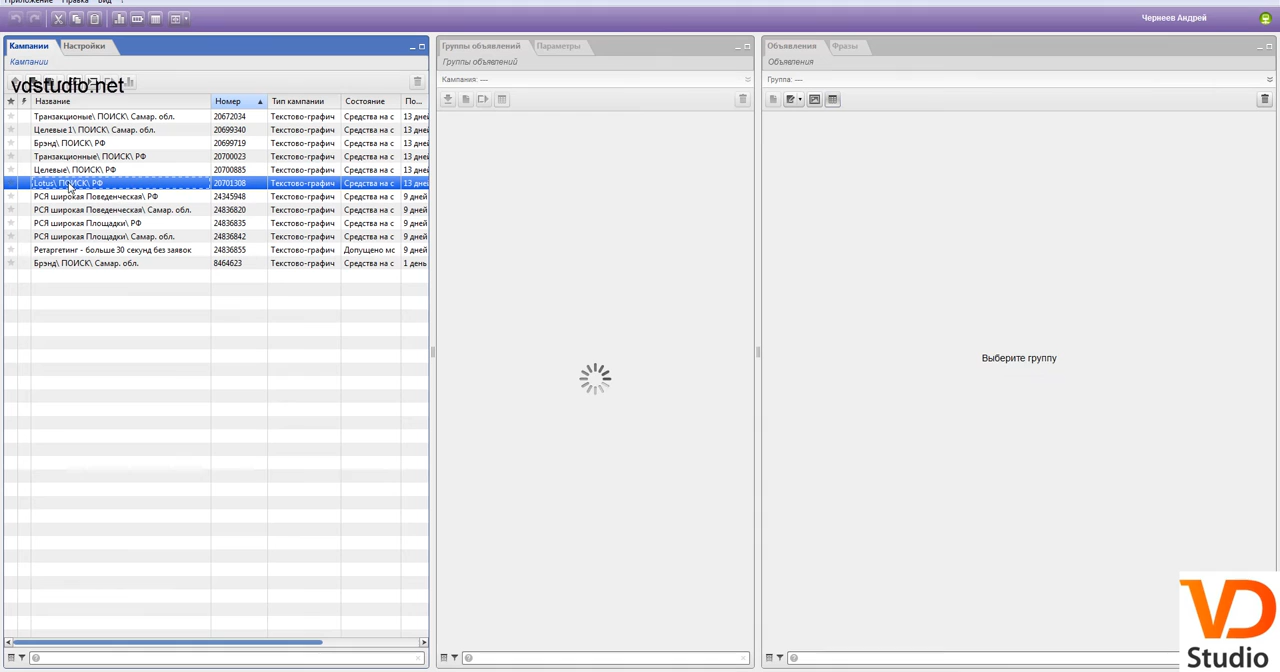 Приложение Правка Вид
Чернеев Андрей
Кампании Настройки
Кампании
vdstudio.net
Название Номер Тип кампании Состояние По...
Транзакционые\ ПОИСК\ Самар. обл. 20672034 Текстово-графич Средства на с 13 дней
Целевые 1\ ПОИСК\ Самар. обл. 20699340 Текстово-графич Средства на с 13 дней
Брэнд\ ПОИСК\ РФ 20699719 Текстово-графич Средства на с 13 дней
Транзакционные\ ПОИСК\ РФ 20700023 Текстово-графич Средства на с 13 дней
Целевые\ ПОИСК\ РФ 20700885 Текстово-графич Средства на с 13 дней
Lotus\ ПОИСК\ РФ 20701308 Текстово-графич Средства на с 13 дней
РСЯ широкая Поведенческая\ РФ 24345948 Текстово-графич Средства на с 9 дней
РСЯ широкая Поведенческая\ Самар. обл. 24836820 Текстово-графич Средства на с 9 дней
РСЯ широкая Площадки\ РФ 24836835 Текстово-графич Средства на с 9 дней
РСЯ широкая Площадки\ Самар. обл. 24836842 Текстово-графич Средства на с 9 дней
Ретаргетинг - больше 30 секунд без заявок 24836855 Текстово-графич Допущено мс 9 дней
Брэнд\ ПОИСК\ Самар. обл. 8464623 Текстово-графич Средства на с 1 день
Группы объявлений Параметры
Группы объявлений
Кампания: ---
Объявления Фразы
Объявления
Группа: ---
Выберите группу
VD
Studio